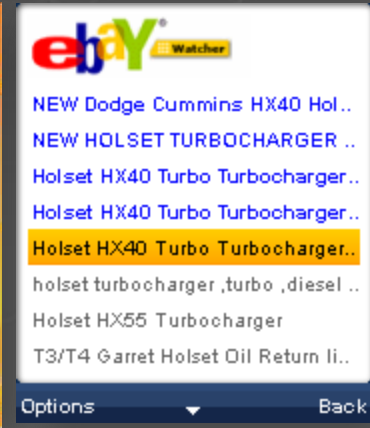 ebaY Watcher
NEW Dodge Cummins HX40 Hol..
NEW HOLSET TURBOCHARGER ..
Holset HX40 Turbo Turbocharger..
Holset HX40 Turbo Turbocharger..
Holset HX40 Turbo Turbocharger..
holset turbocharger ,turbo ,diesel ..
Holset HX55 Turbocharger
T3/T4 Garret Holset Oil Return li..
Options Back